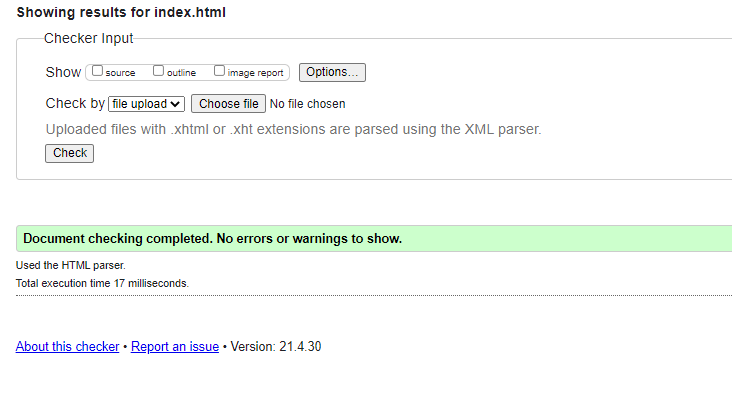 Showing results for index.html
Checker Input
Show source outline image report Options...
Check by file upload Choose file No file chosen
Uploaded files with .xhtml or .xht extensions are parsed using the XML parser.
Check
Document checking completed. No errors or warnings to show.
Used the HTML parser.
Total execution time 17 milliseconds.
About this checker • Report an issue • Version: 21.4.30